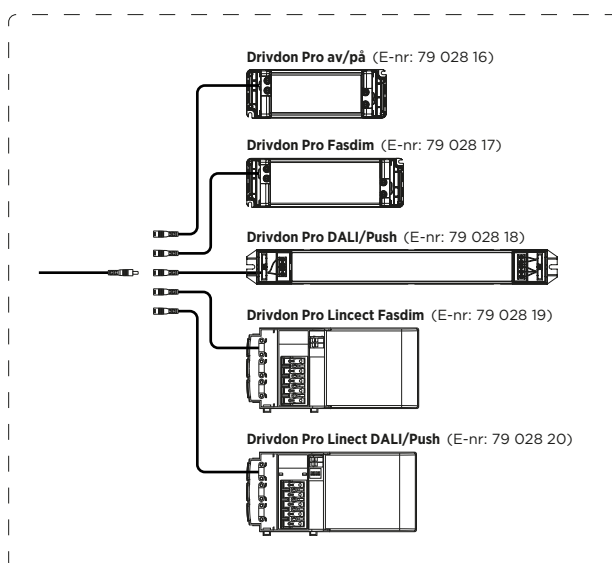 Drivdon Pro av/på (E-nr: 79 028 16)
Drivdon Pro Fasdim (E-nr: 79 028 17)
Drivdon Pro DALI/Push (E-nr: 79 028 18)
Drivdon Pro Lincect Fasdim (E-nr: 79 028 19)
Drivdon Pro Linect DALI/Push (E-nr: 79 028 20)